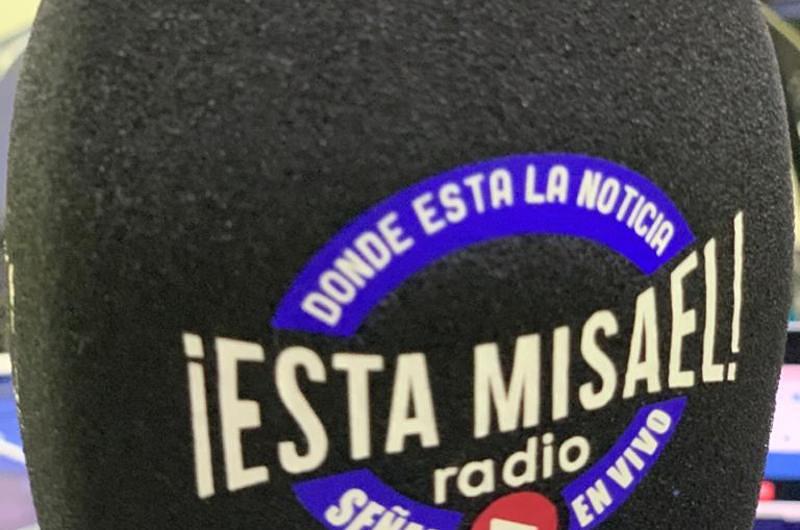 DONDE ESTA LA NOTICIA
¡ESTA MISAEL!
radio
EN VIVO